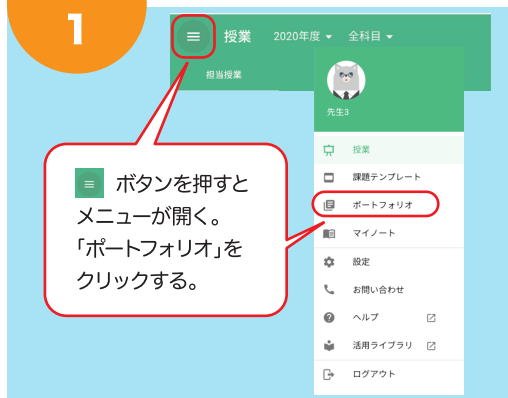 1
授業 2020年度 全科目
担当授業
先生3
授業
課題テンプレート
ポートフォリオ
マイノート
設定
お問い合わせ
ヘルプ
活用ライブラリ
ログアウト
ボタンを押すと
メニューが開く。
「ポートフォリオ」を
クリックする。